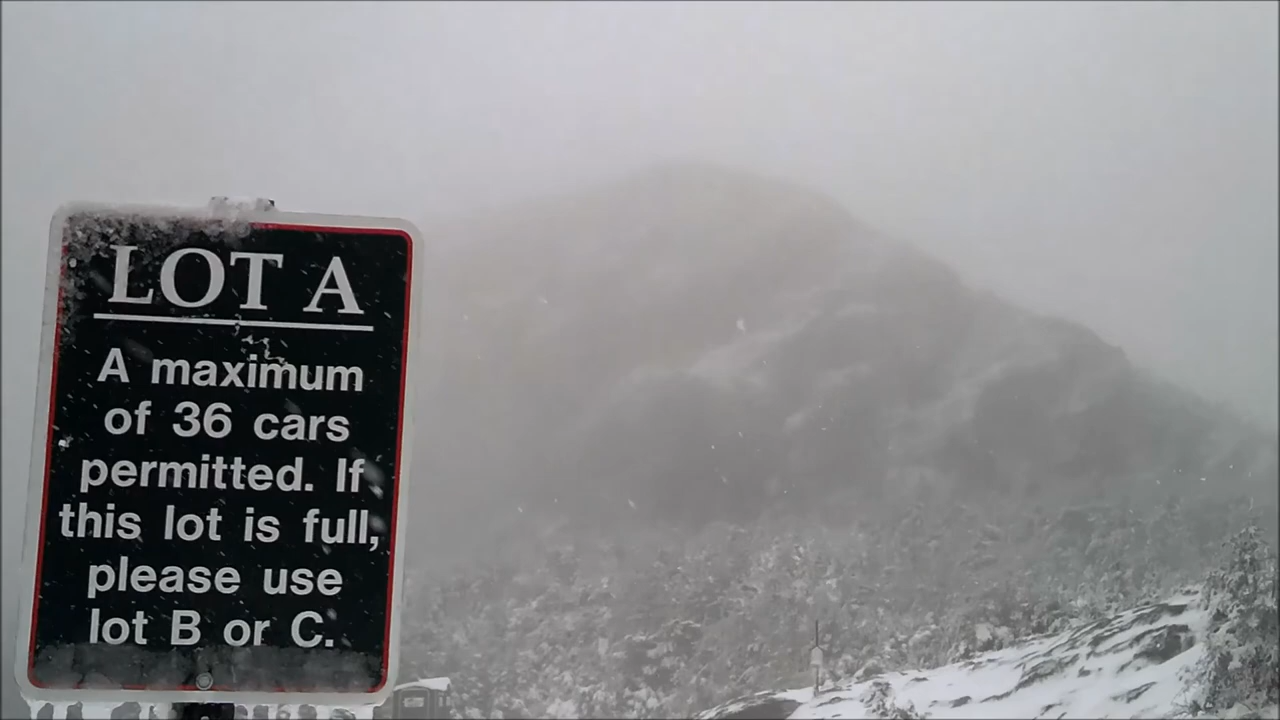 LOT A
A maximum
of 36 cars
permitted. If
this lot is full,
please use
lot B or C.